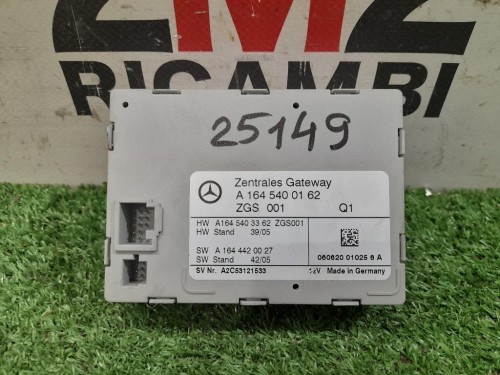 2M2
RICAMBI
25149
Zentrales Gateway
A 164 540 01 62
ZGS 001 Q1
HW A164 540 33 62 ZGS001
HW Stand 39/05
SW A 164 442 00 27
SW Stand 42/05
SV Nr. A2C53121533
060620 01025 6 A
12V Made in Germany